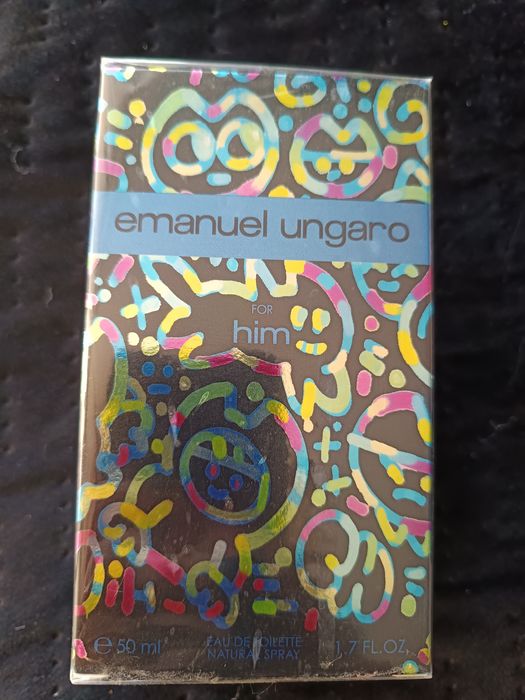 emanuel ungaro
FOR
him
℮ 50 ml EAU DE TOILETTE 1.7 FL.OZ.
NATURAL SPRAY